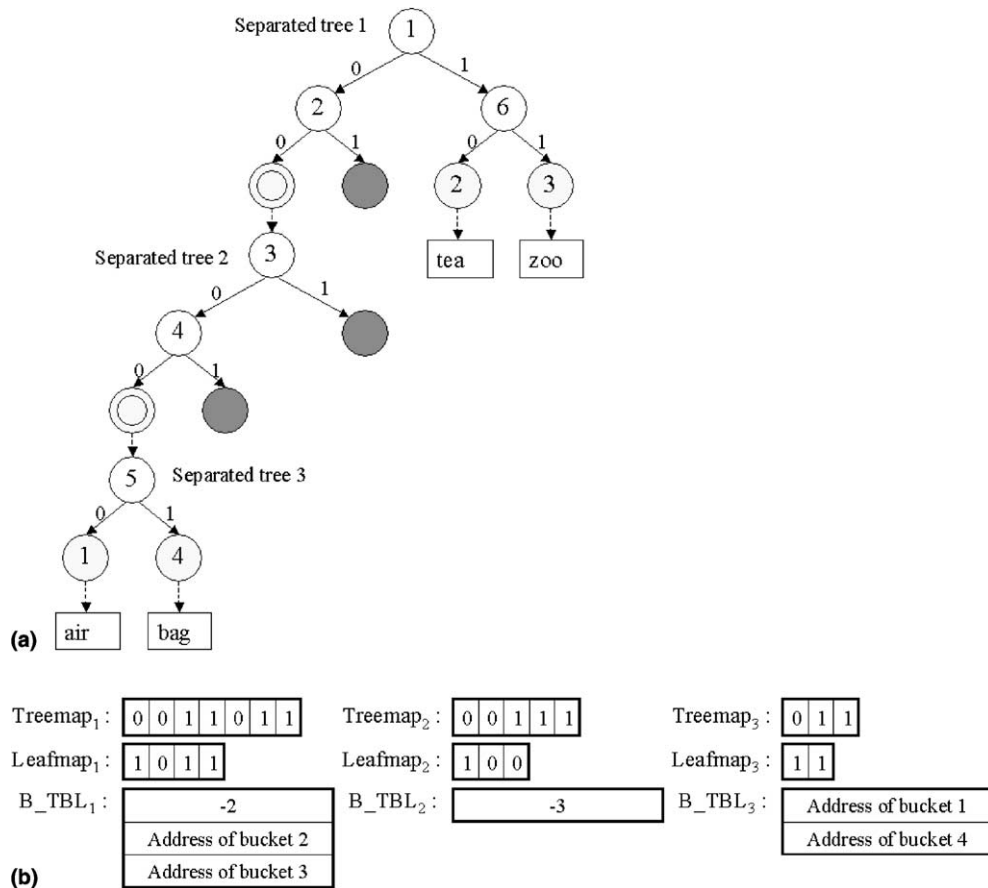 Separated tree 1
1
0 1
2 6
0 1 0 1
2 3
Separated tree 2
3
tea zoo
0 1
4
0 1
5
Separated tree 3
0 1
1 4
air bag
(a)
Treemap1 : 0 0 1 1 0 1 1 Treemap2 : 0 0 1 1 1 Treemap3 : 0 1 1
Leafmap1 : 1 0 1 1 Leafmap2 : 1 0 0 Leafmap3 : 1 1
B_TBL1 : -2 B_TBL2 : -3 B_TBL3 : Address of bucket 1
Address of bucket 2 Address of bucket 4
Address of bucket 3
(b)